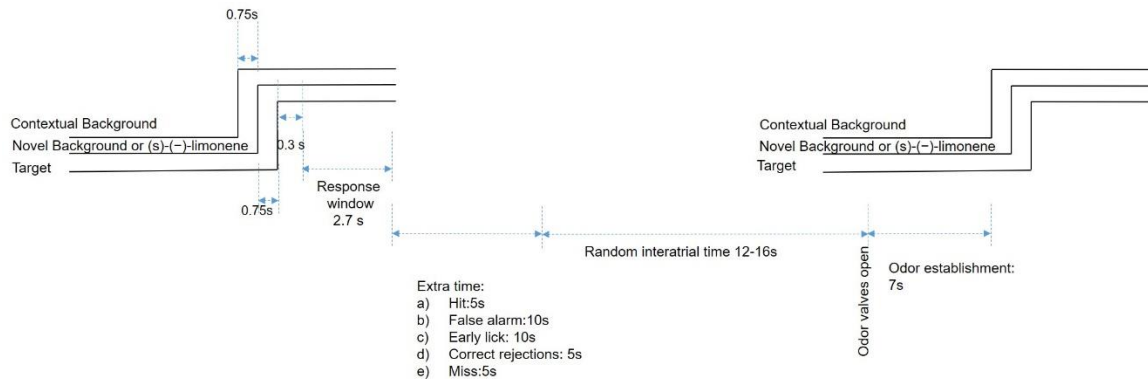 0.75s
Contextual Background
Novel Background or (s)-(−)-limonene
Target
0.3 s
0.75s
Response
window
2.7 s
Extra time:
a) Hit:5s
b) False alarm:10s
c) Early lick: 10s
d) Correct rejections: 5s
e) Miss:5s
Random interatrial time 12-16s
Odor valves open
Contextual Background
Novel Background or (s)-(−)-limonene
Target
Odor establishment:
7s